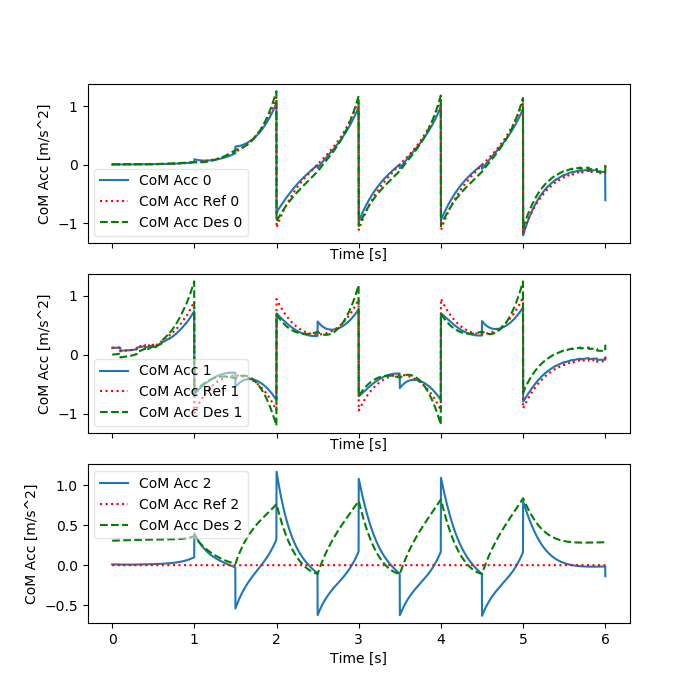 CoM Acc [m/s^2]
1
0
−1
CoM Acc 0
CoM Acc Ref 0
CoM Acc Des 0
Time [s]
CoM Acc [m/s^2]
1
0
−1
CoM Acc 1
CoM Acc Ref 1
CoM Acc Des 1
Time [s]
CoM Acc [m/s^2]
1.0
0.5
0.0
−0.5
CoM Acc 2
CoM Acc Ref 2
CoM Acc Des 2
0 1 2 3 4 5 6
Time [s]